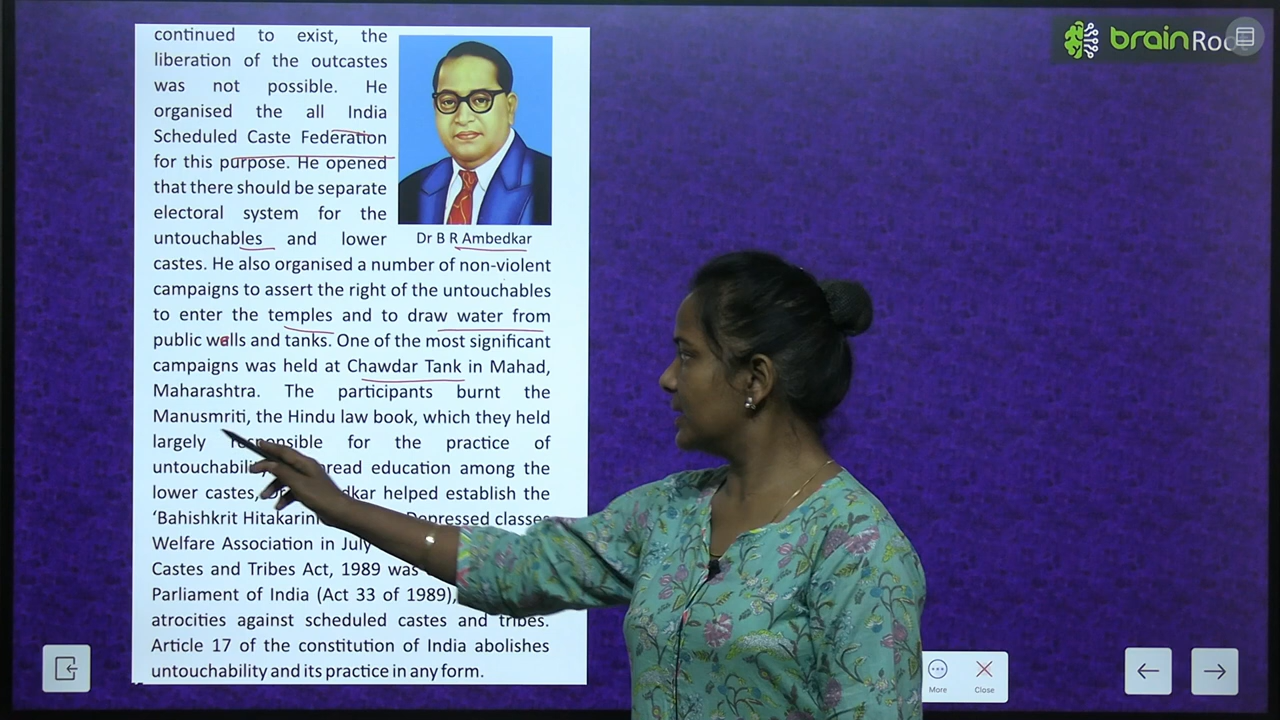 continued to exist, the
liberation of the outcastes
was not possible. He
organised the all India
Scheduled Caste Federation
for this purpose. He opened
that there should be separate
electoral system for the
untouchables and lower
Dr B R Ambedkar
castes. He also organised a number of non-violent
campaigns to assert the right of the untouchables
to enter the temples and to draw water from
public wells and tanks. One of the most significant
campaigns was held at Chawdar Tank in Mahad,
Maharashtra. The participants burnt the
Manusmriti, the Hindu law book, which they held
largely responsible for the practice of
education among the
lower castes, helped establish the
‘Bahishkrit Depressed classes
Welfare Association in July
Castes and Tribes Act, 1989 was
Parliament of India (Act 33 of 1989),
atrocities against scheduled castes and tribes.
Article 17 of the constitution of India abolishes
untouchability and its practice in any form.
brain
More
Close